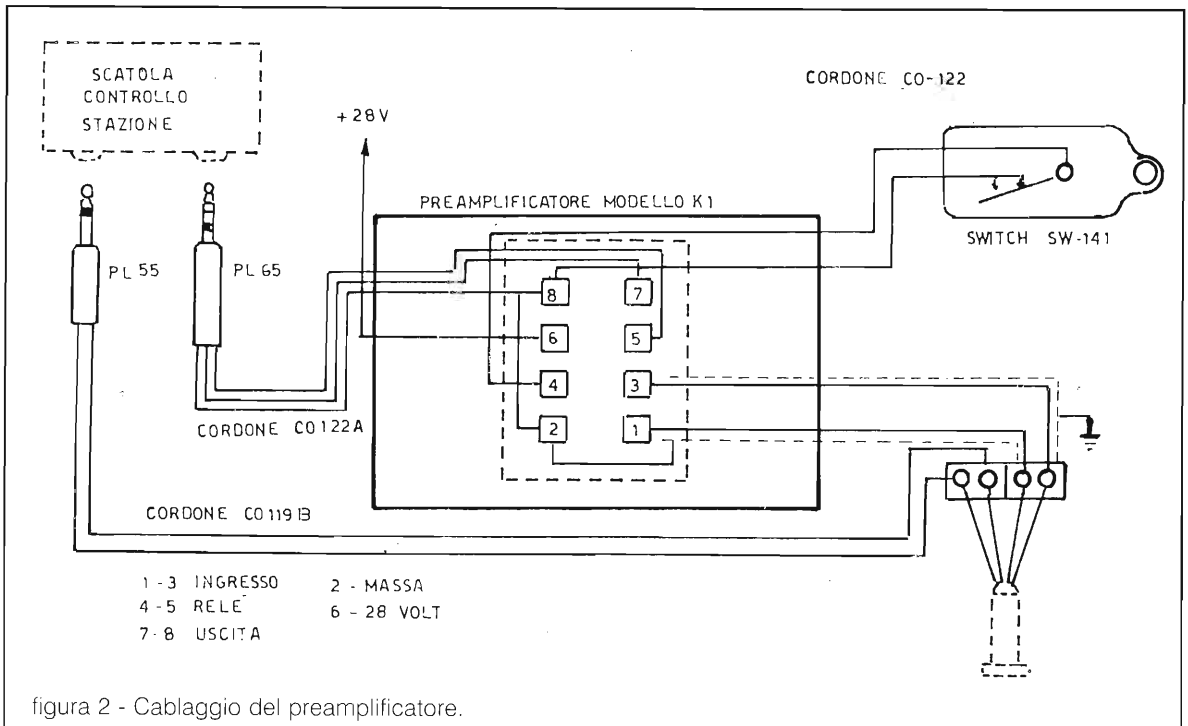 SCATOLA
CONTROLLO
STAZIONE
+28V
CORDONE CO-122
PREAMPLIFICATORE MODELLO K1
SWITCH SW-141
PL 55
PL 65
8
7
6
5
4
3
2
1
CORDONE CO122A
CORDONE CO119B
1-3 INGRESSO
2 - MASSA
4-5 RELE'
6 - 28 VOLT
7-8 USCITA
figura 2 - Cablaggio del preamplificatore.